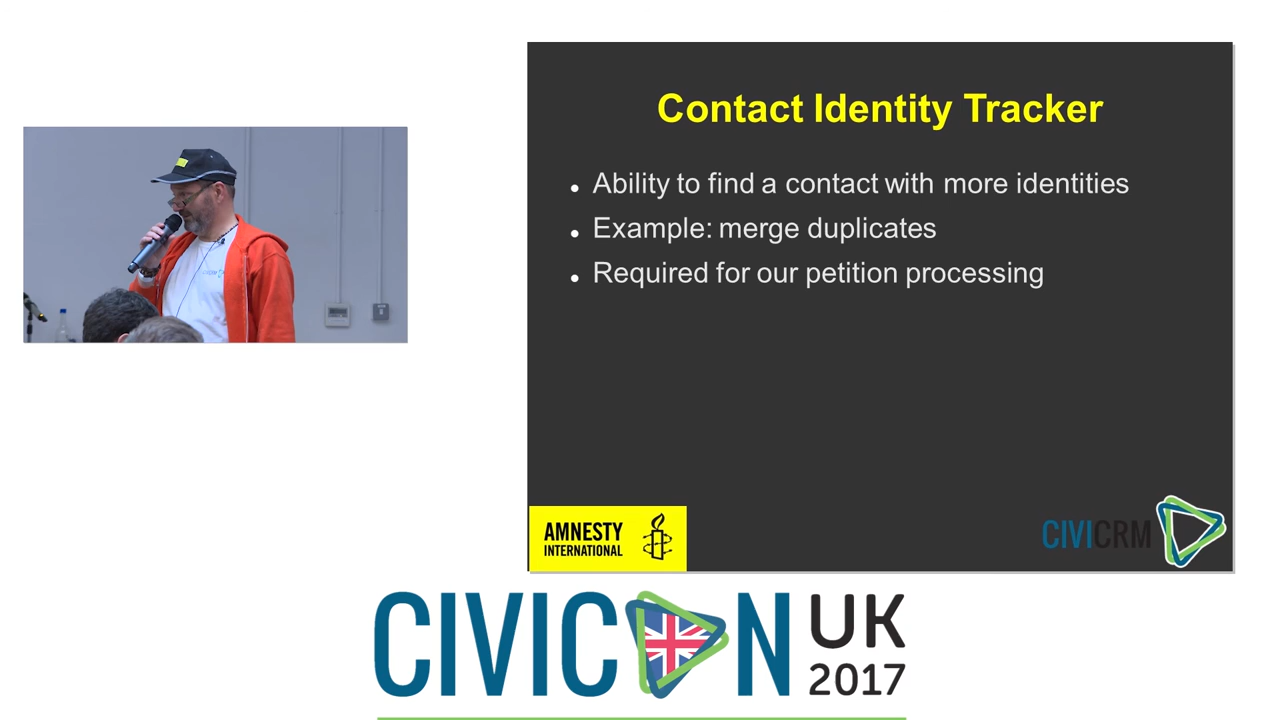 Contact Identity Tracker
Ability to find a contact with more identities
Example: merge duplicates
Required for our petition processing
AMNESTY
INTERNATIONAL
CIVICRM
CIVICON UK
2017